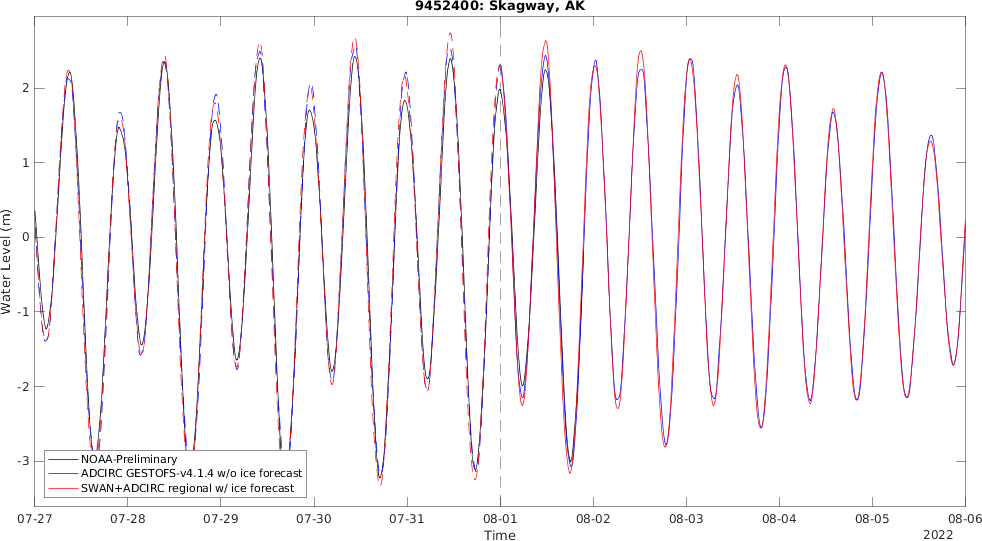 9452400: Skagway, AK
Water Level (m)
2
1
0
-1
-2
-3
NOAA-Preliminary
ADCIRC GESTOFS-v4.1.4 w/o ice forecast
SWAN+ADCIRC regional w/ ice forecast
07-27 07-28 07-29 07-30 07-31 08-01 08-02 08-03 08-04 08-05 08-06
Time
2022